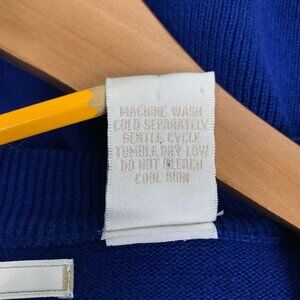 MACHINE WASH
COLD SEPARATELY
GENTLE CYCLE
TUMBLE DRY LOW
DO NOT BLEACH
COOL IRON